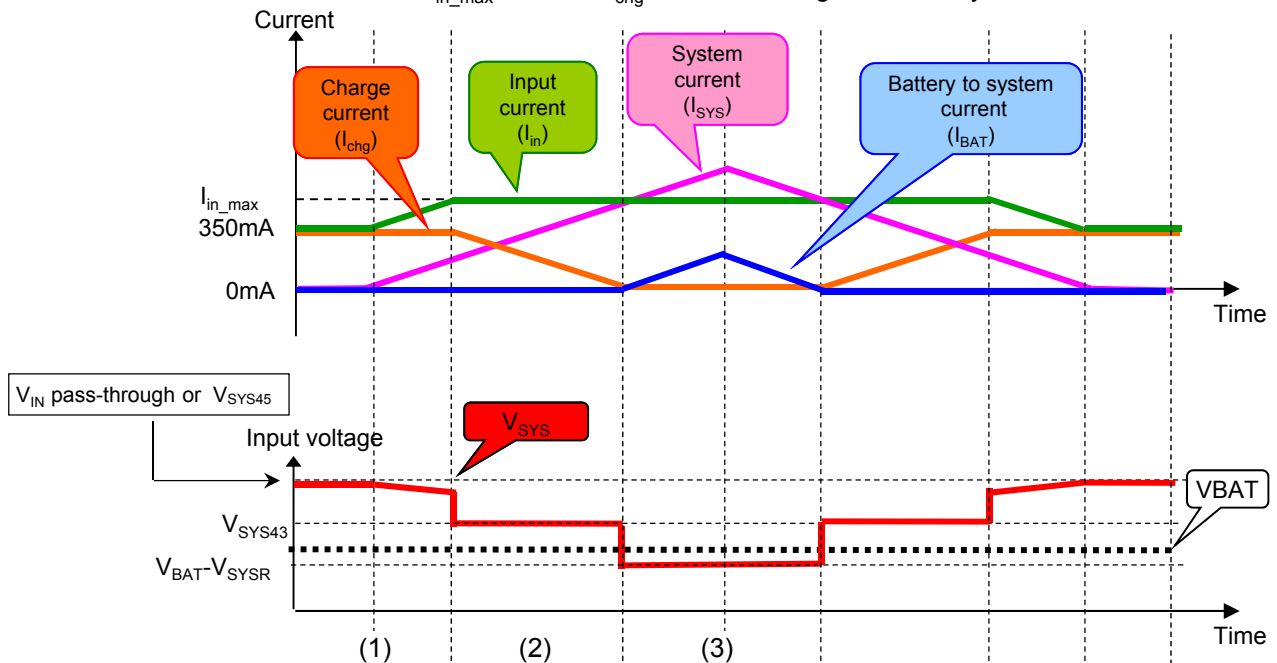 Current
Charge
current
(Ichg)
Input
current
(Iin)
System
current
(ISYS)
Battery to system
current
(IBAT)
Iin_max
350mA
0mA
Time
VIN pass-through or VSYS45
Input voltage
VSYS
VBAT
VSYS43
VBAT-VSYSR
Time
(1)
(2)
(3)